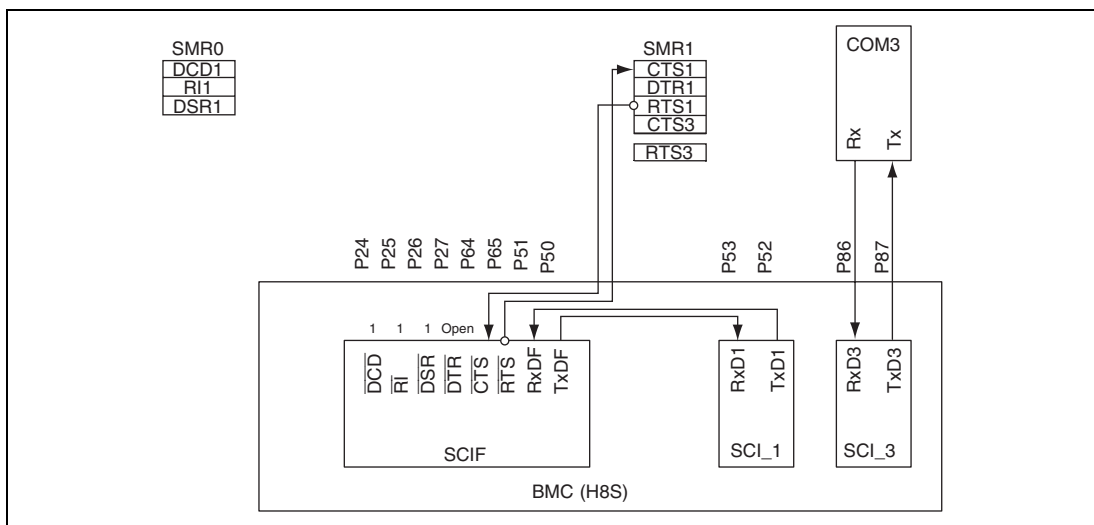 SMR0
DCD1
RI1
DSR1
SMR1
CTS1
DTR1
RTS1
CTS3
RTS3
COM3
Rx
Tx
P24
P25
P26
P27
P64
P65
P51
P50
P53
P52
P86
P87
1 1 1 Open
DCD
RI
DSR
DTR
CTS
RTS
RxDF
TxDF
SCIF
RxD1
TxD1
SCI_1
RxD3
TxD3
SCI_3
BMC (H8S)